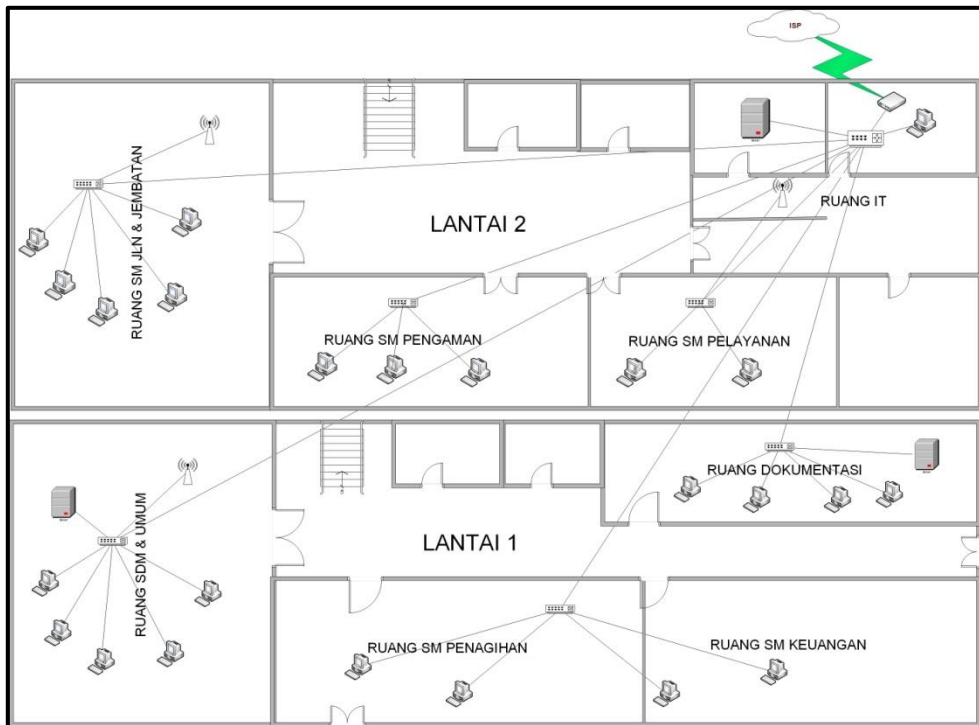 ISP
RUANG SM JLN & JEMBATAN
LANTAI 2
RUANG IT
RUANG SM PENGAMAN
RUANG SM PELAYANAN
RUANG DOKUMENTASI
RUANG SDM & UMUM
LANTAI 1
RUANG SM PENAGIHAN
RUANG SM KEUANGAN